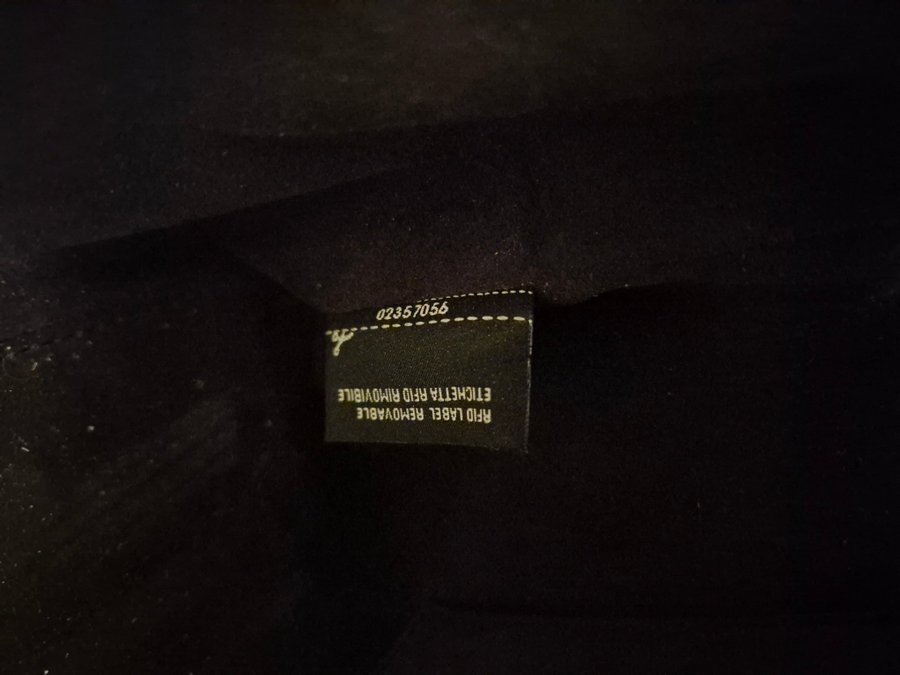 02357056
RFID LABEL REMOVABLE
ETICHETTA RFID RIMOVIBILE